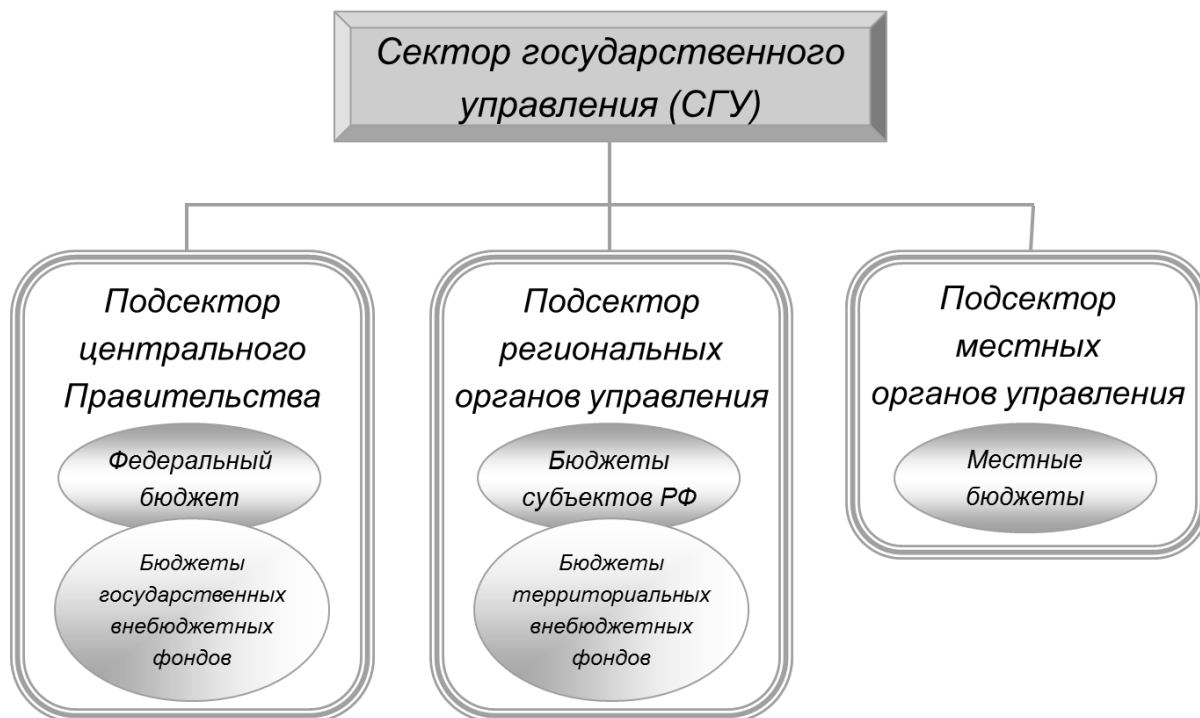 Сектор государственного
управления (СГУ)
Подсектор
центрального
Правительства
Федеральный
бюджет
Бюджеты
государственных
внебюджетных
фондов
Подсектор
региональных
органов управления
Бюджеты
субъектов РФ
Бюджеты
территориальных
внебюджетных
фондов
Подсектор
местных
органов управления
Местные
бюджеты